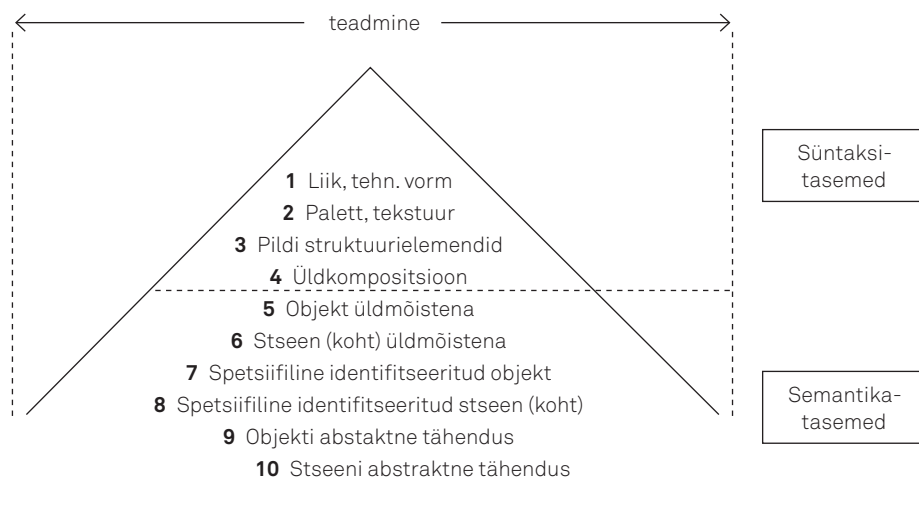 teadmine
Süntaksi-
tasemed
1 Liik, tehn. vorm
2 Palett, tekstuur
3 Pildi struktuurielemendid
4 Üldkompositsioon
5 Objekt üldmõistena
6 Stseen (koht) üldmõistena
7 Spetsiifiline identifitseeritud objekt
8 Spetsiifiline identifitseeritud stseen (koht)
9 Objekti abstaktne tähendus
10 Stseeni abstraktne tähendus
Semantika-
tasemed